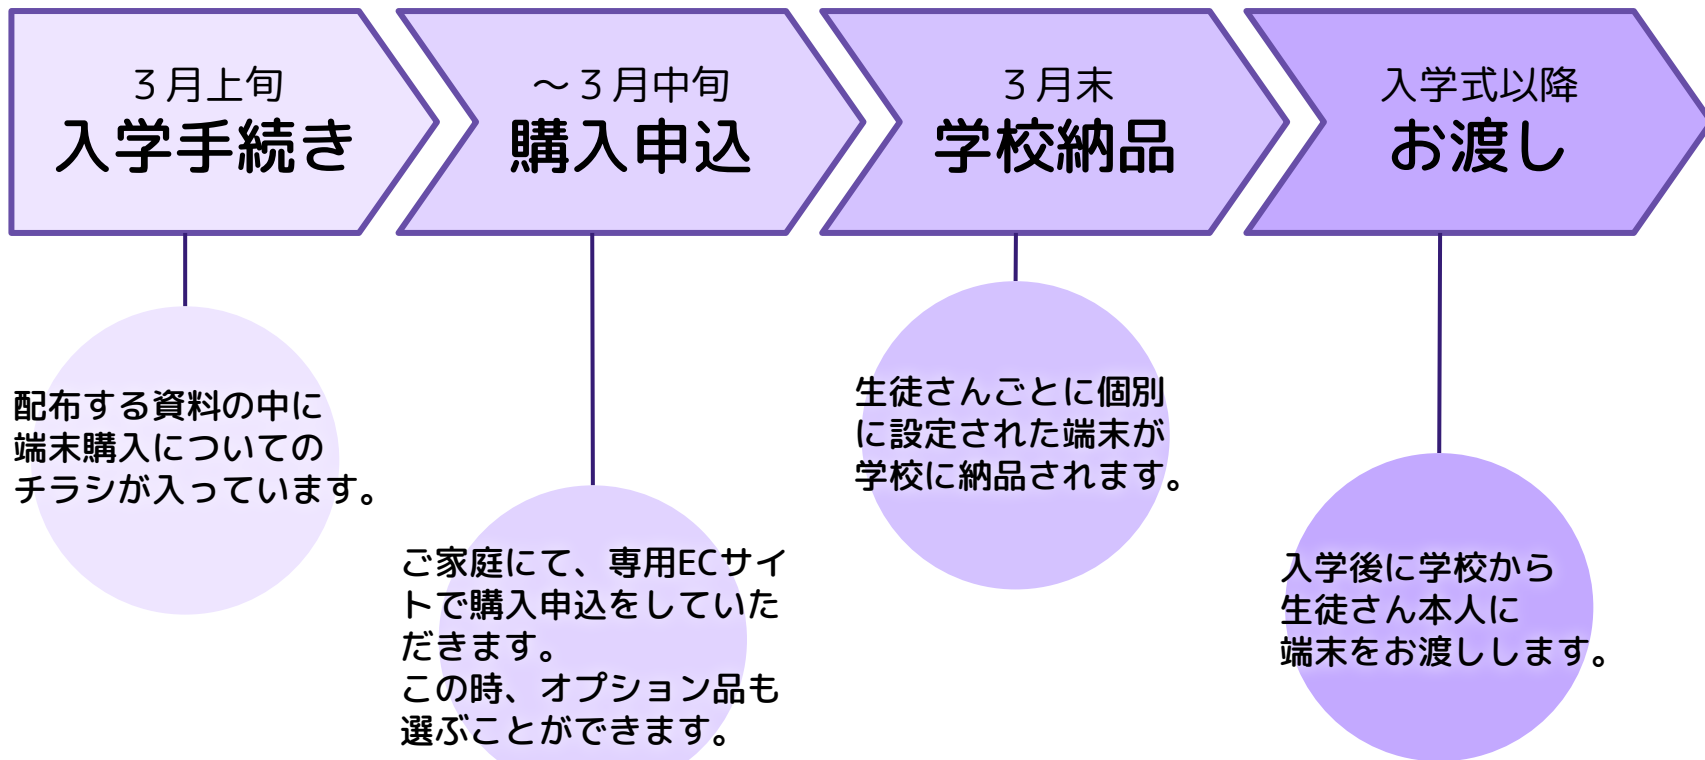 ３月上旬
入学手続き
～３月中旬
購入申込
３月末
学校納品
入学式以降
お渡し
配布する資料の中に
端末購入についての
チラシが入っています。
ご家庭にて、専用ECサイ
トで購入申込をしていた
だきます。
この時、オプション品も
選ぶことができます。
生徒さんごとに個別
に設定された端末が
学校に納品されます。
入学後に学校から
生徒さん本人に
端末をお渡しします。